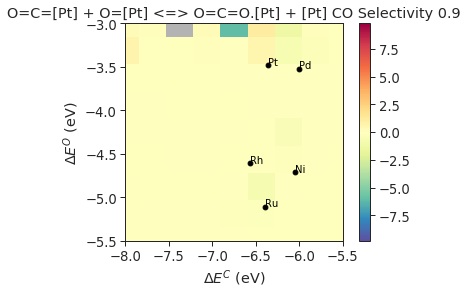 O=C=[Pt] + O=[Pt] <=> O=C=O.[Pt] + [Pt] CO Selectivity 0.9
−3.0
−3.5
−4.0
−4.5
−5.0
−5.5
ΔE^O (eV)
Pt
Pd
Rh
Ni
Ru
−8.0 −7.5 −7.0 −6.5 −6.0 −5.5
ΔE^C (eV)
7.5
5.0
2.5
0.0
−2.5
−5.0
−7.5